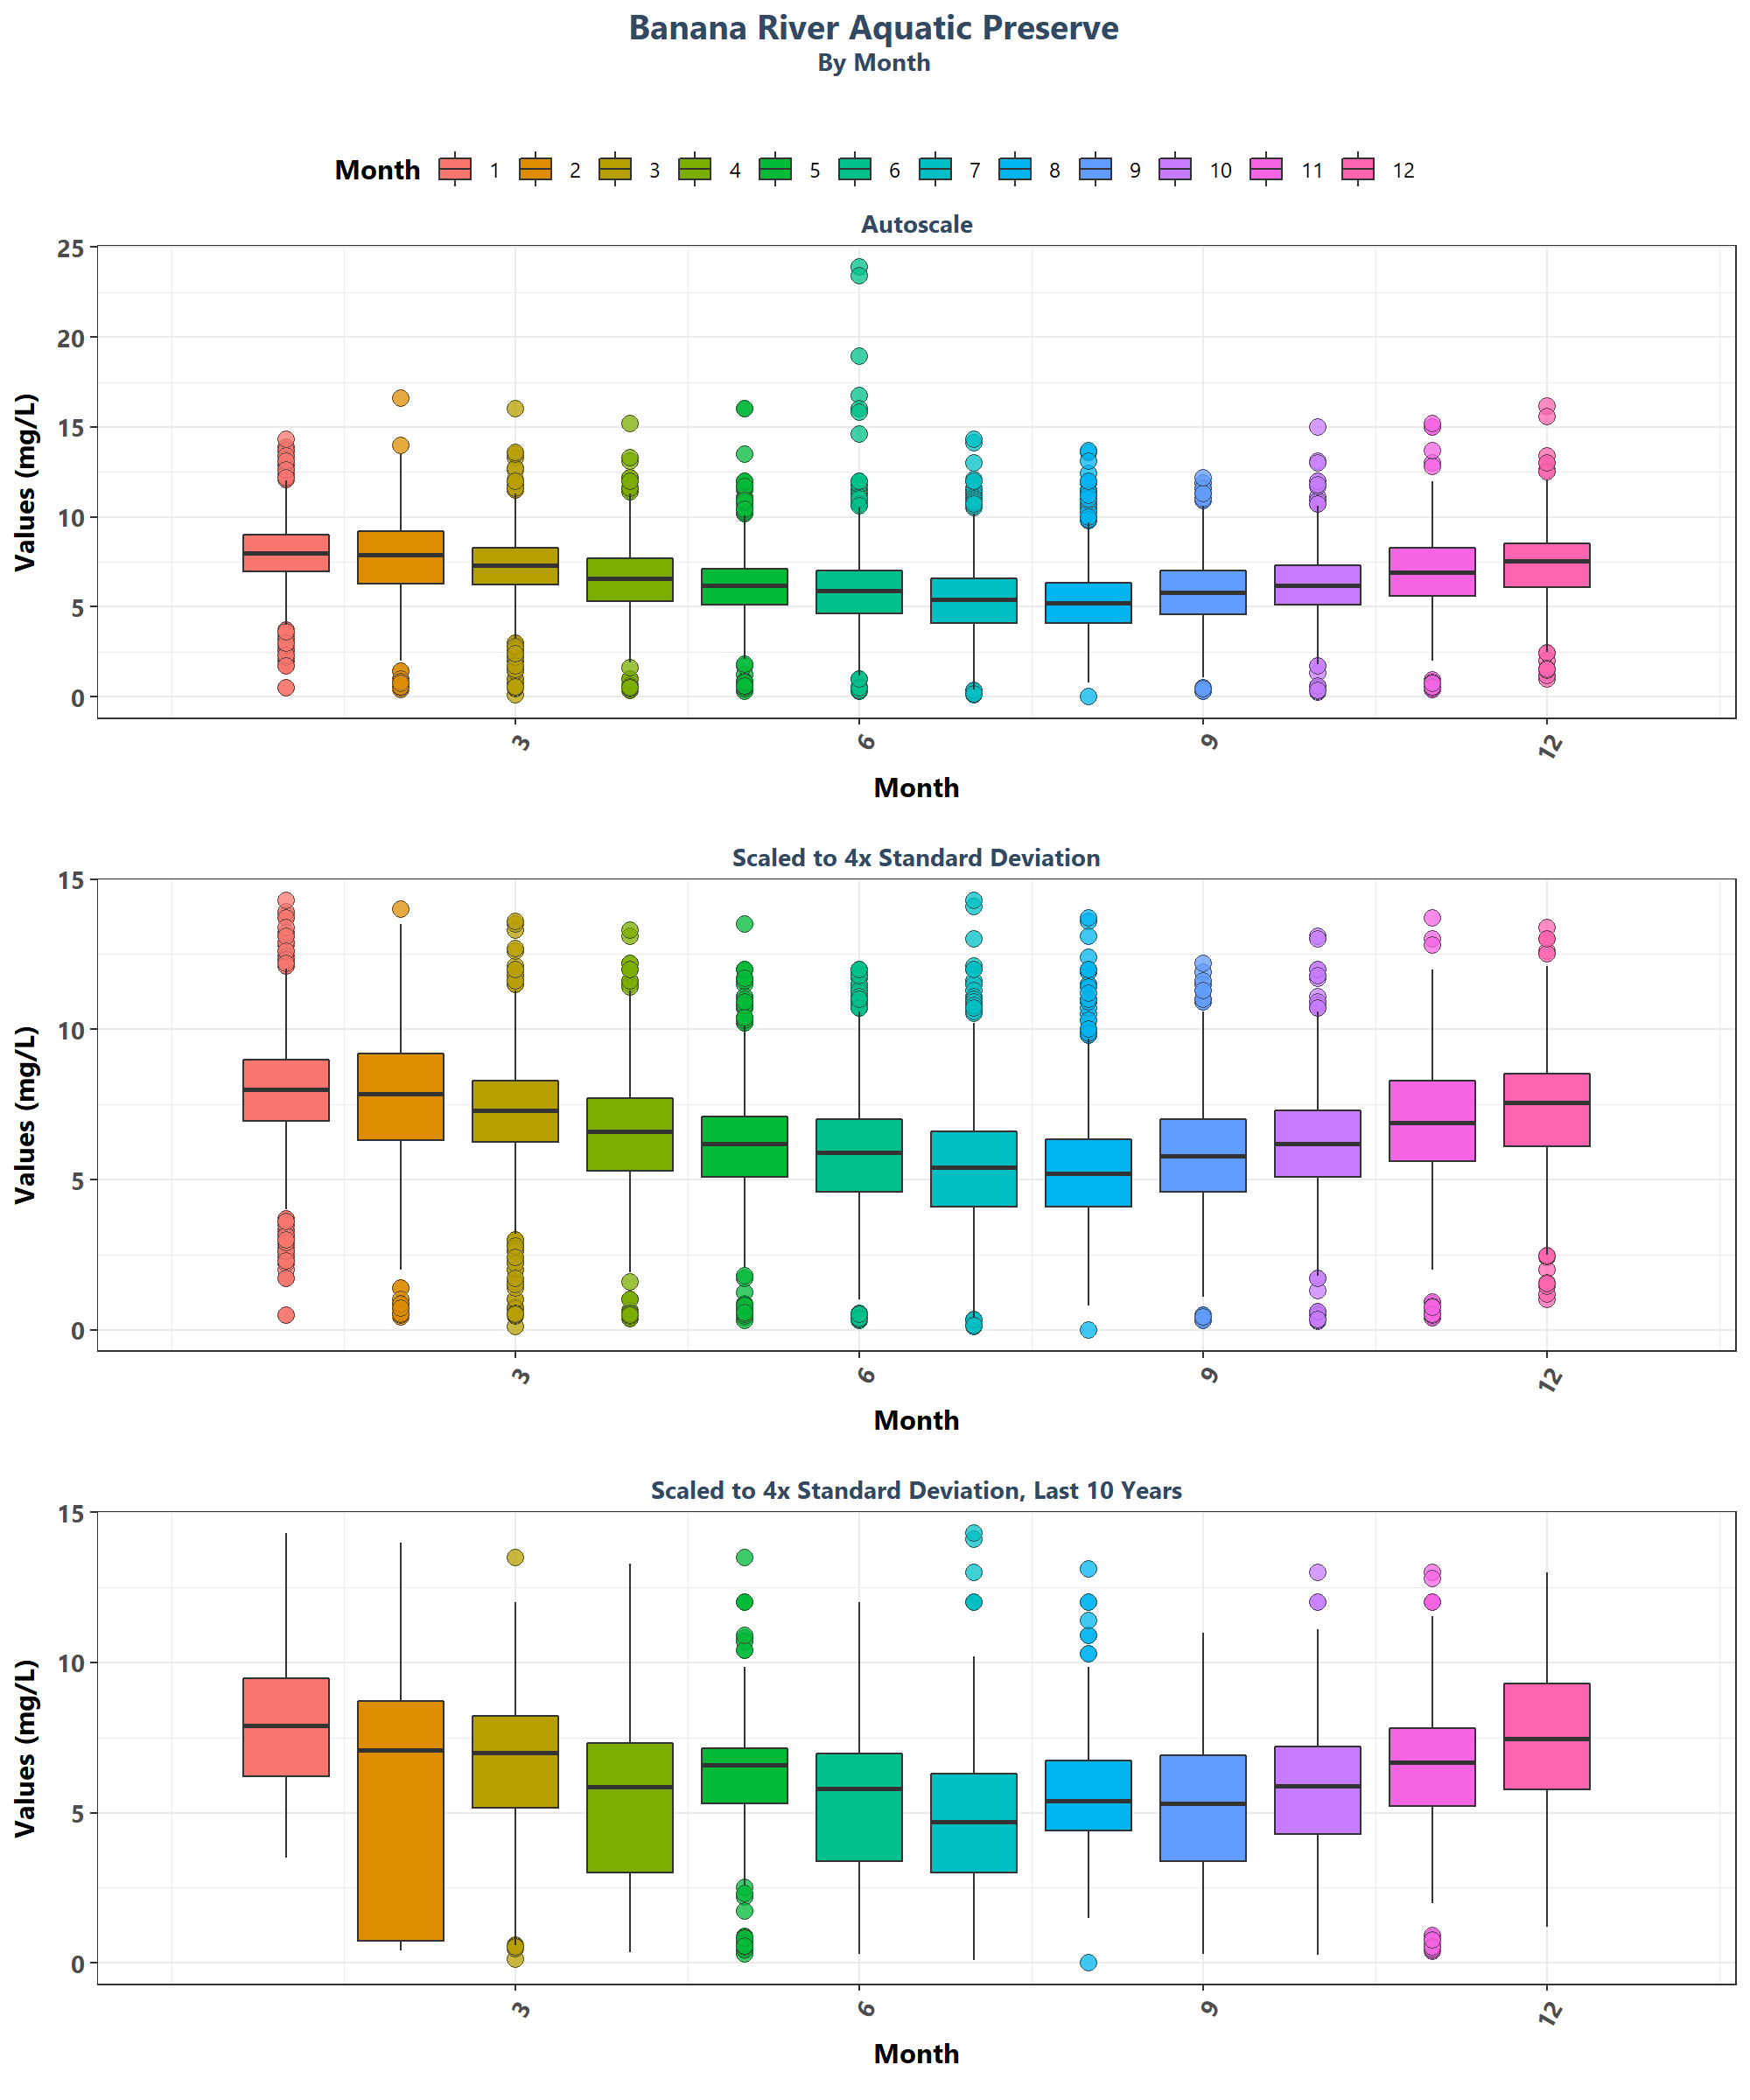 Banana River Aquatic Preserve
By Month
Month 1 2 3 4 5 6 7 8 9 10 11 12
Autoscale
Values (mg/L)
25
20
15
10
5
0
3 6 9 12
Month
Scaled to 4x Standard Deviation
Values (mg/L)
15
10
5
0
3 6 9 12
Month
Scaled to 4x Standard Deviation, Last 10 Years
Values (mg/L)
15
10
5
0
3 6 9 12
Month